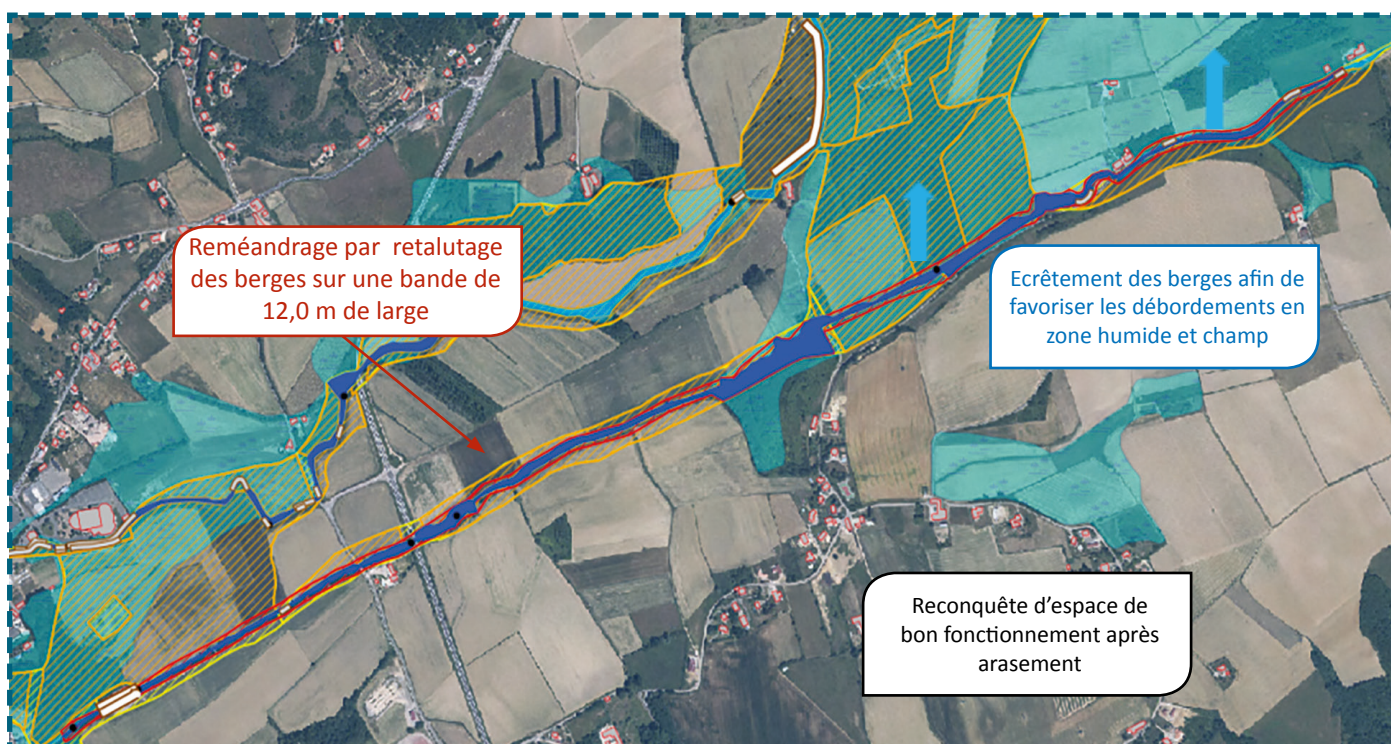 Reméandrage par retalutage
des berges sur une bande de
12,0 m de large
Ecrêtement des berges afin de
favoriser les débordements en
zone humide et champ
Reconquête d’espace de
bon fonctionnement après
arasement